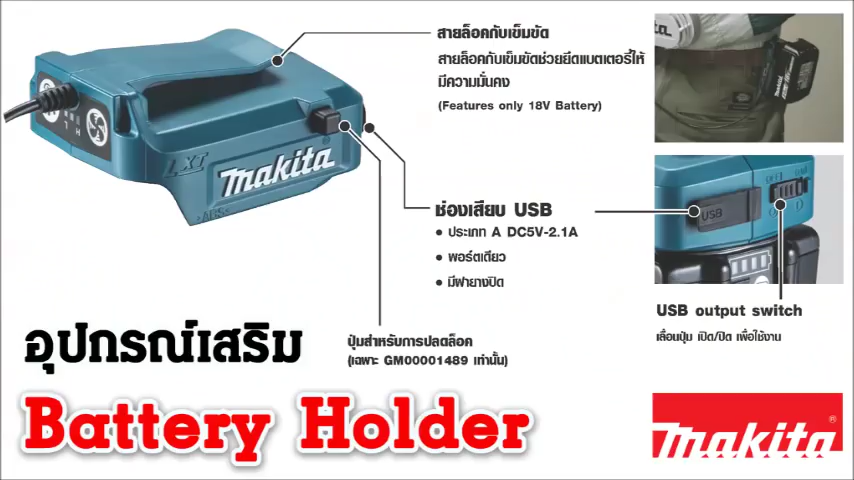 สายล็อคกับเข็มขัด
สายล็อคกับเข็มขัดช่วยยึดแบตเตอรี่ให้
มีความมั่นคง
(Features only 18V Battery)
LXT
makita
ช่องเสียบ USB
● ประเภท A DC5V-2.1A
● พอร์ตเดียว
● มีฝายางปิด
USB
USB output switch
เลื่อนปุ่ม เปิด/ปิด เพื่อใช้งาน
ปุ่มสำหรับการปลดล็อค
(เฉพาะ GM00001489 เท่านั้น)
อุปกรณ์เสริม
Battery Holder
makita